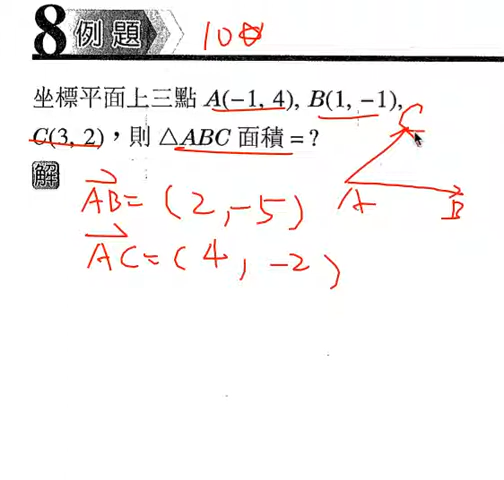 8 例題 10
坐標平面上三點 A(−1, 4), B(1, −1),
C(3, 2)，則 △ABC 面積 = ?
解
C
A
B
AB= (2, -5)
AC=(4, -2)